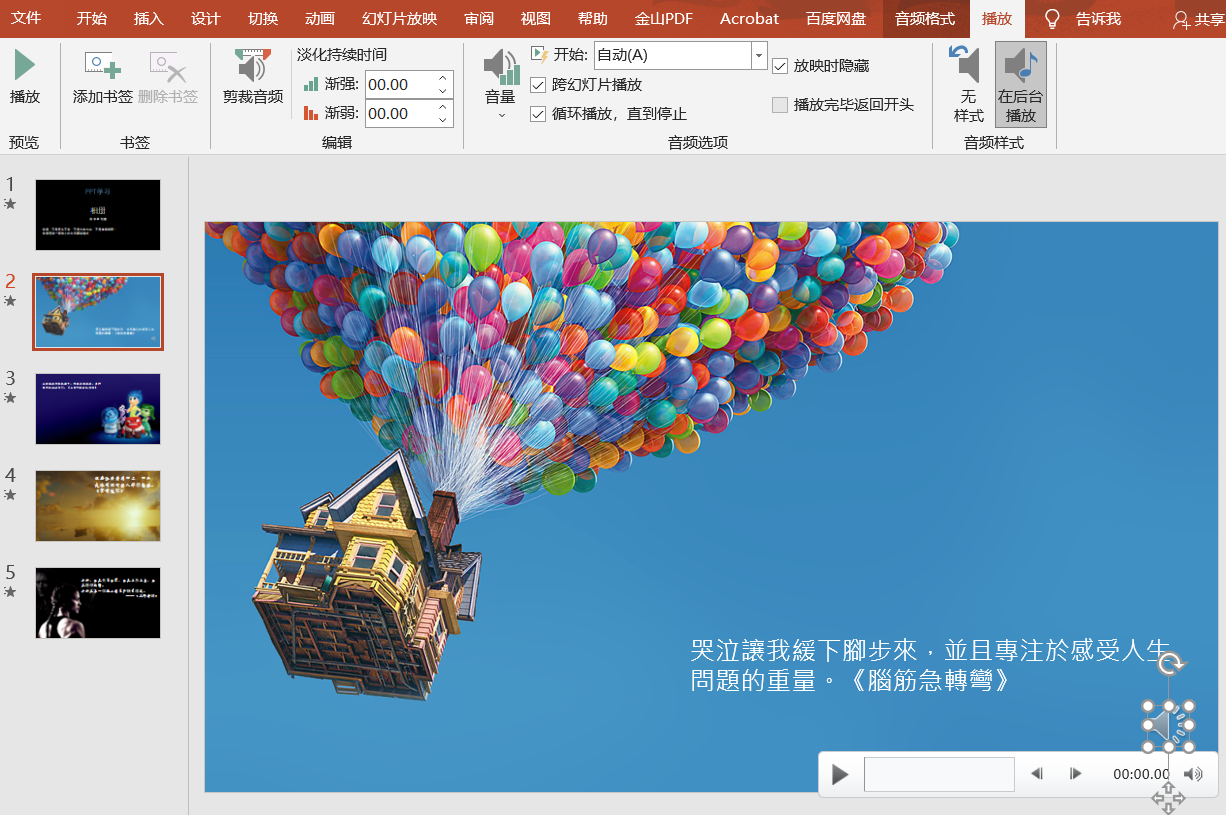 文件 开始 插入 设计 切换 动画 幻灯片放映 审阅 视图 帮助 金山PDF Acrobat 百度网盘 音频格式 播放 告诉我 共享
播放
预览
添加书签 删除书签
书签
剪裁音频
淡化持续时间
渐强: 00.00
渐弱: 00.00
编辑
音量
开始: 自动(A)
跨幻灯片播放
循环播放，直到停止
放映时隐藏
播放完毕返回开头
音频选项
无
样式
在后台
播放
音频样式
1
PPT学习
相册
2
3
4
5
哭泣讓我緩下腳步來，並且專注於感受人生
問題的重量。《腦筋急轉彎》
00:00.00